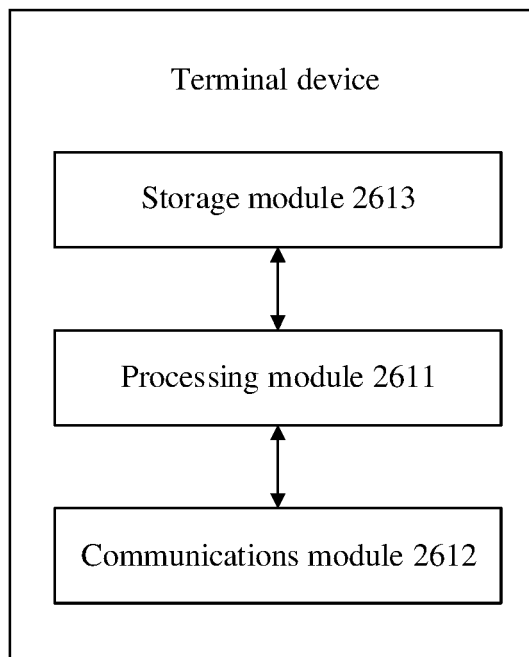 Terminal device
Storage module 2613
Processing module 2611
Communications module 2612